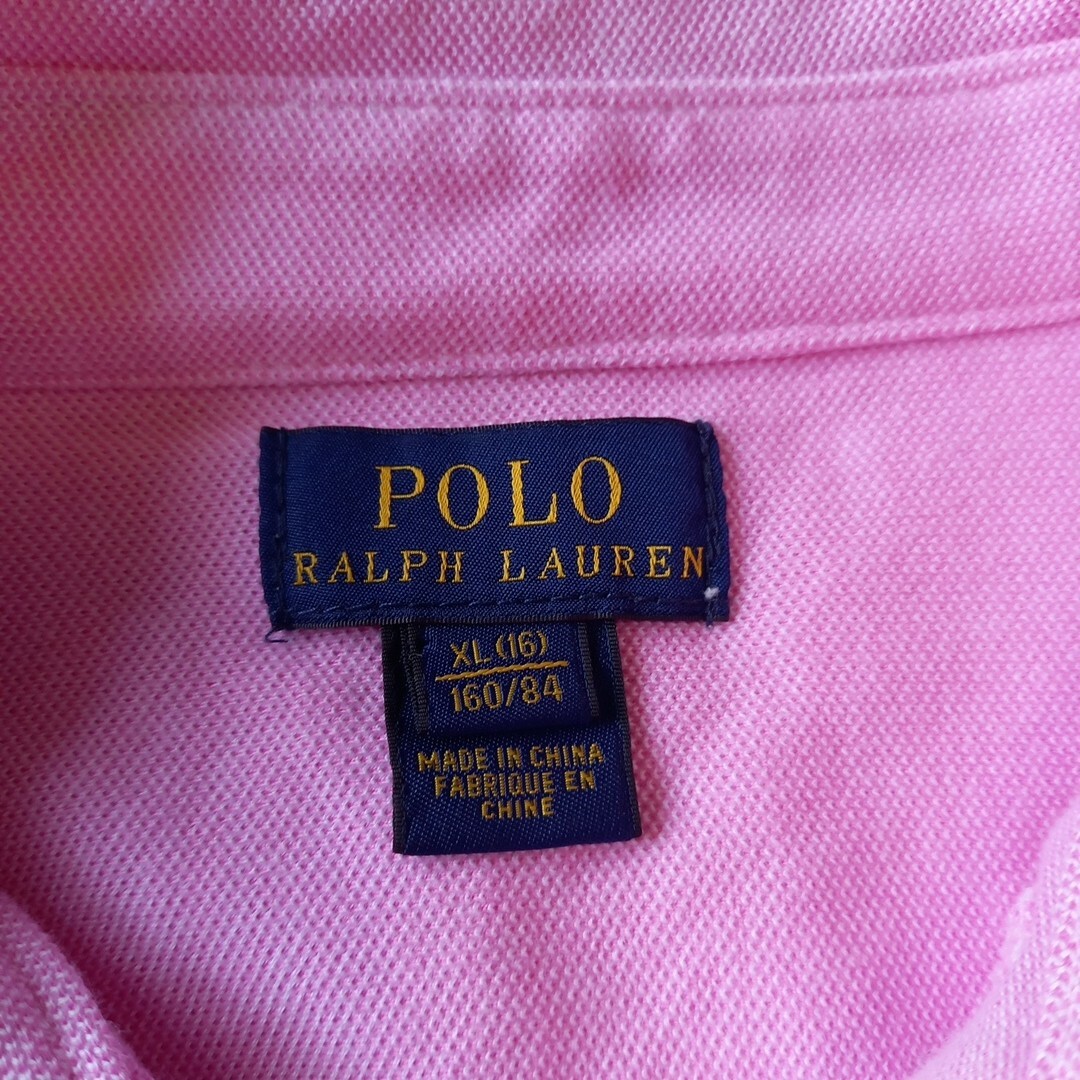 POLO
RALPH LAUREN
XL (16)
160/84
MADE IN CHINA
FABRIQUE EN
CHINE